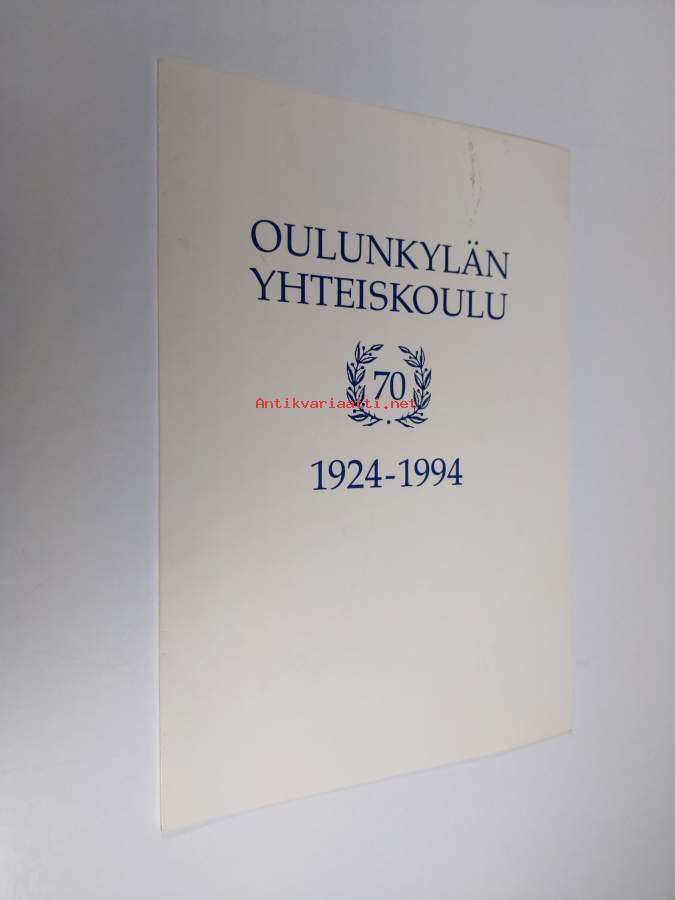 OULUNKYLÄN
YHTEISKOULU
70
Antikvariaatti.net
1924-1994